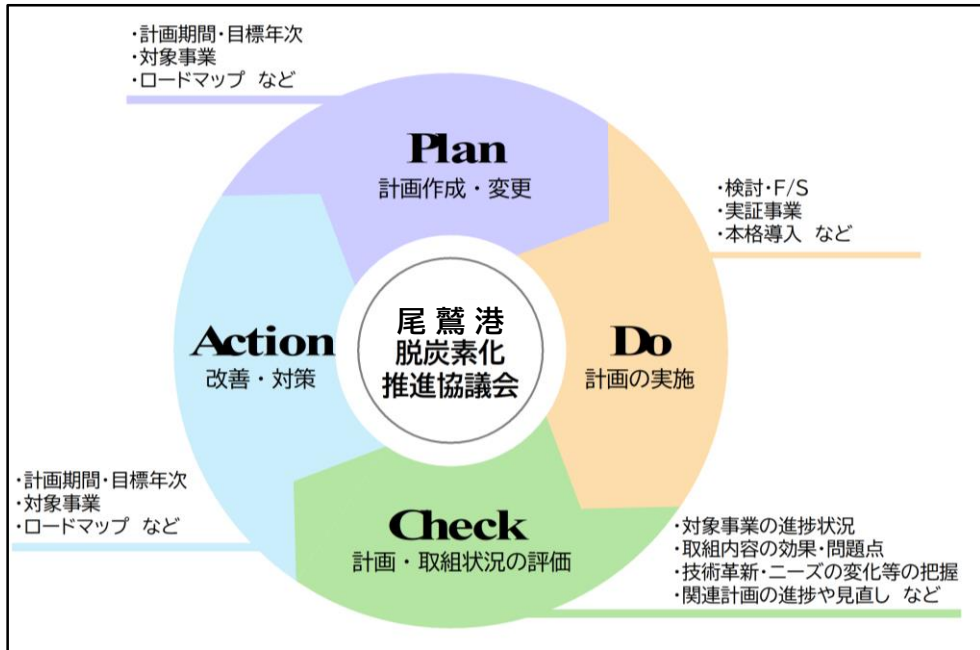 ・計画期間・目標年次
・対象事業
・ロードマップ など
Plan
計画作成・変更
・検討・F/S
・実証事業
・本格導入 など
Do
計画の実施
尾鷲港
脱炭素化
推進協議会
Action
改善・対策
・計画期間・目標年次
・対象事業
・ロードマップ など
Check
計画・取組状況の評価
・対象事業の進捗状況
・取組内容の効果・問題点
・技術革新・ニーズの変化等の把握
・関連計画の進捗や見直し など